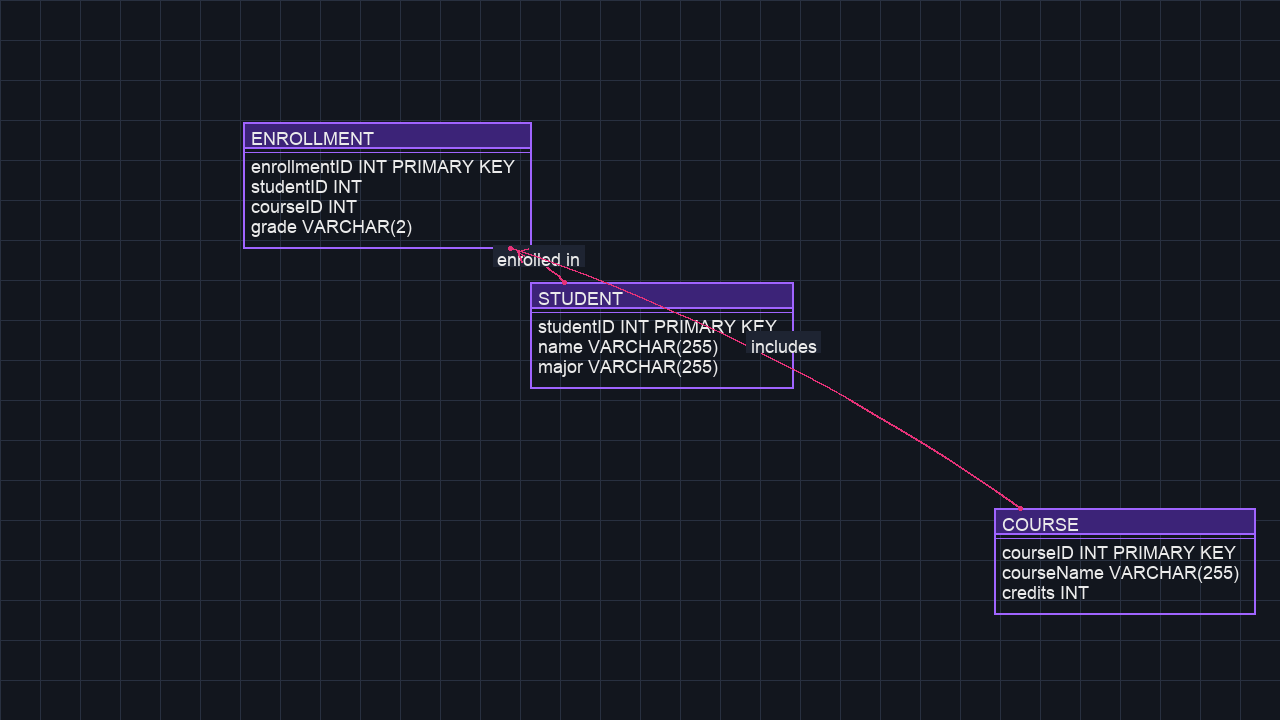 ENROLLMENT
enrollmentID INT PRIMARY KEY
studentID INT
courseID INT
grade VARCHAR(2)
enrolled in
STUDENT
studentID INT PRIMARY KEY
name VARCHAR(255)
major VARCHAR(255)
includes
COURSE
courseID INT PRIMARY KEY
courseName VARCHAR(255)
credits INT